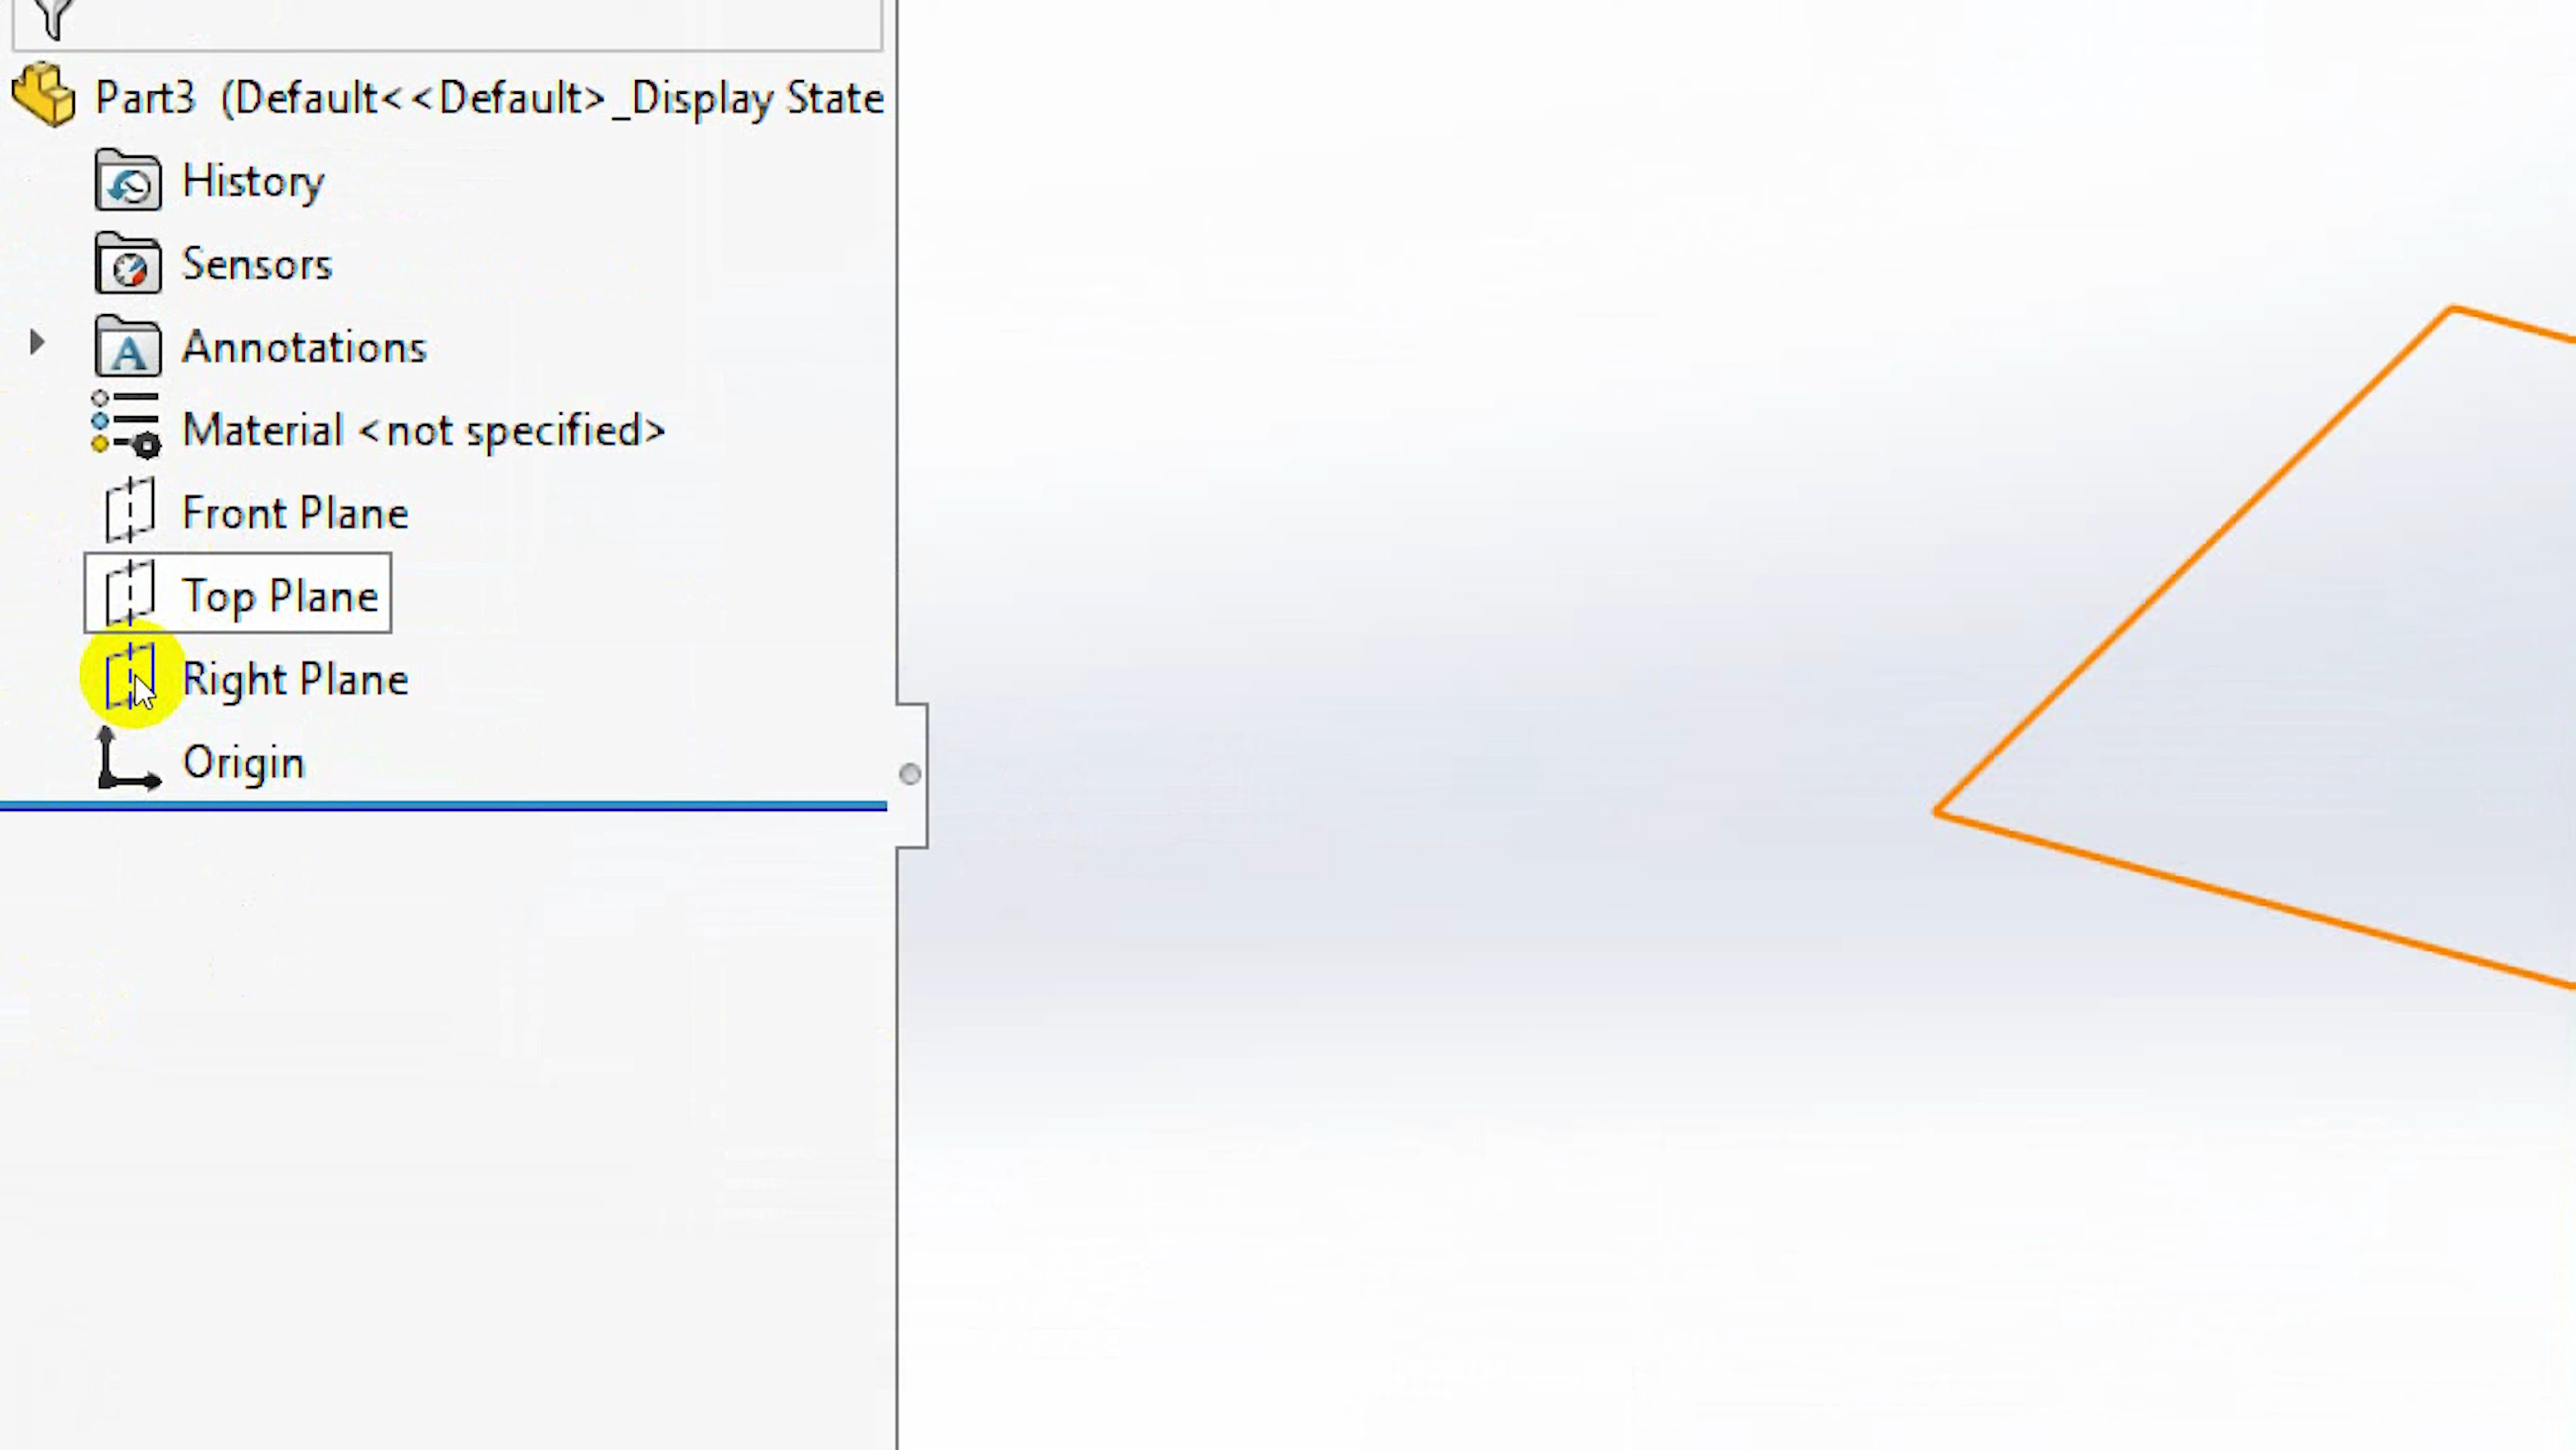 Part3 (Default<<Default>_Display State
History
Sensors
Annotations
Material <not specified>
Front Plane
Top Plane
Right Plane
Origin